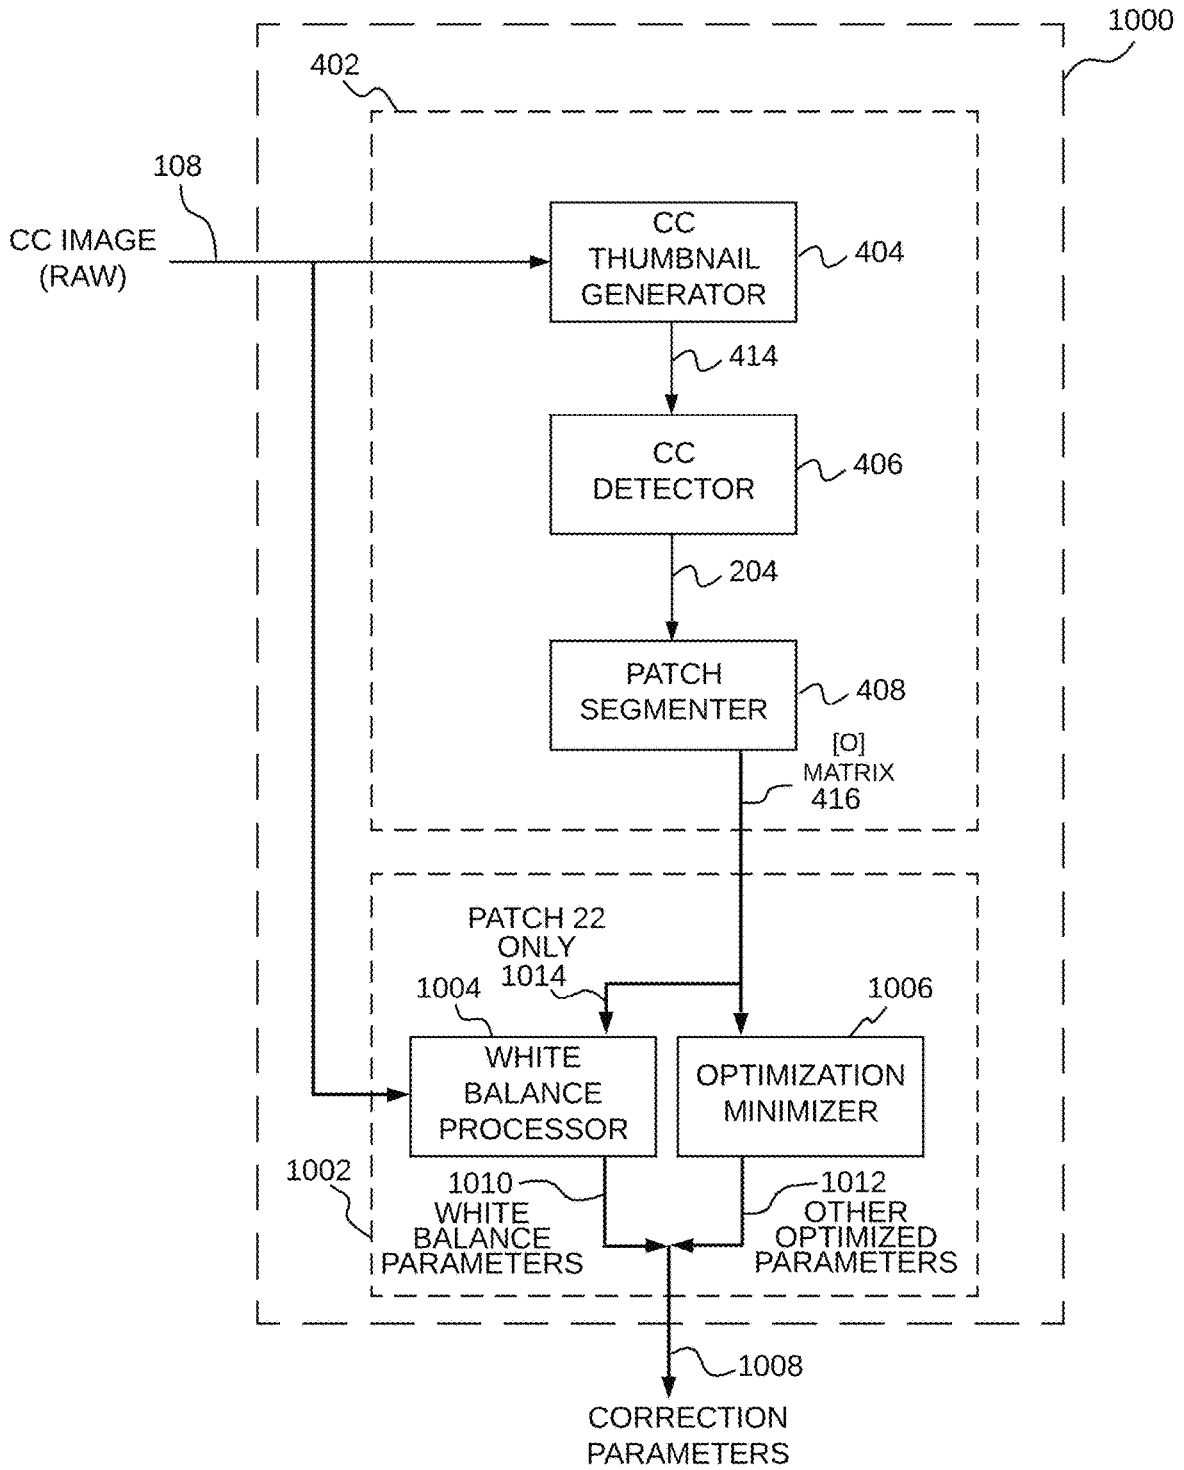 1000
402
108
CC IMAGE
(RAW)
CC
THUMBNAIL
GENERATOR
404
414
CC
DETECTOR
406
204
PATCH
SEGMENTER
408
[O]
MATRIX
416
PATCH 22
ONLY
1014
1004
1006
WHITE
BALANCE
PROCESSOR
OPTIMIZATION
MINIMIZER
1002
1010
WHITE
BALANCE
PARAMETERS
1012
OTHER
OPTIMIZED
PARAMETERS
1008
CORRECTION
PARAMETERS